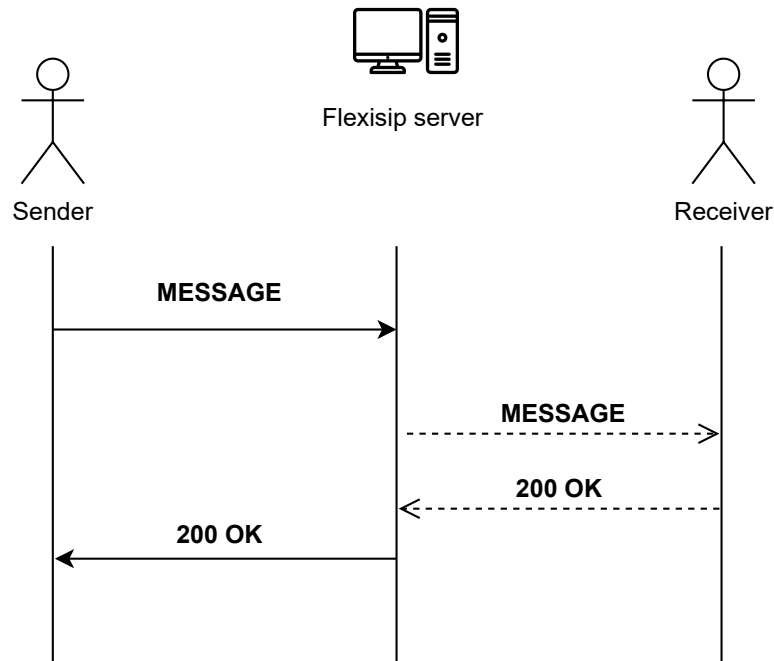 Flexisip server
Sender
Receiver
MESSAGE
MESSAGE
200 OK
200 OK